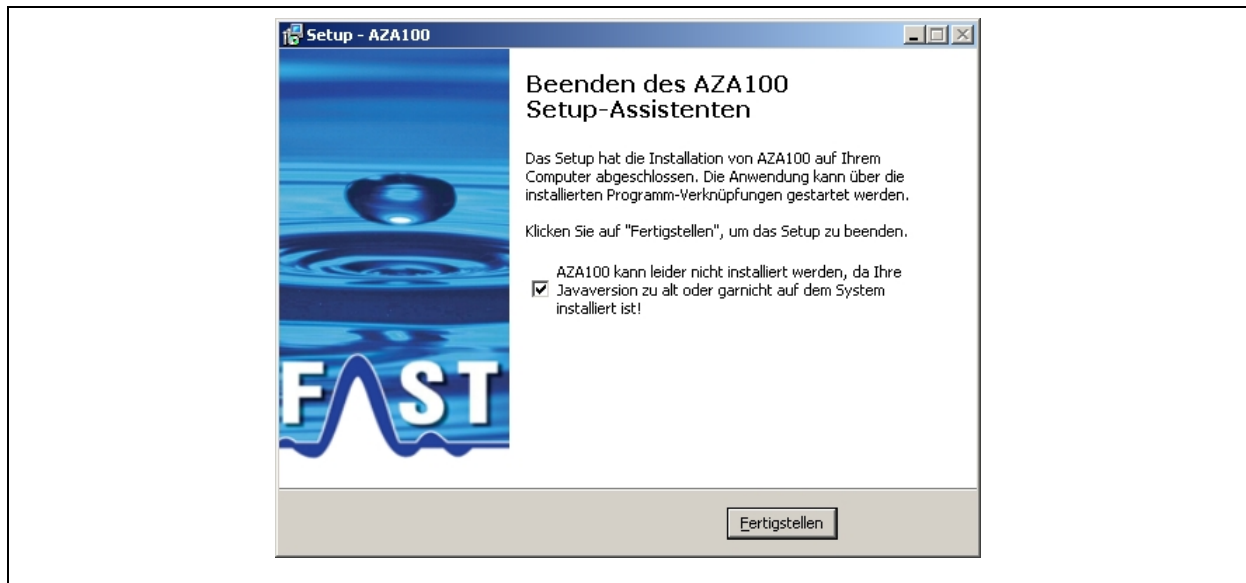 Setup - AZA100
Beenden des AZA100
Setup-Assistenten
Das Setup hat die Installation von AZA100 auf Ihrem
Computer abgeschlossen. Die Anwendung kann über die
installierten Programm-Verknüpfungen gestartet werden.
Klicken Sie auf "Fertigstellen", um das Setup zu beenden.
AZA100 kann leider nicht installiert werden, da Ihre
Javaversion zu alt oder garnicht auf dem System
installiert ist!
FAST
Fertigstellen